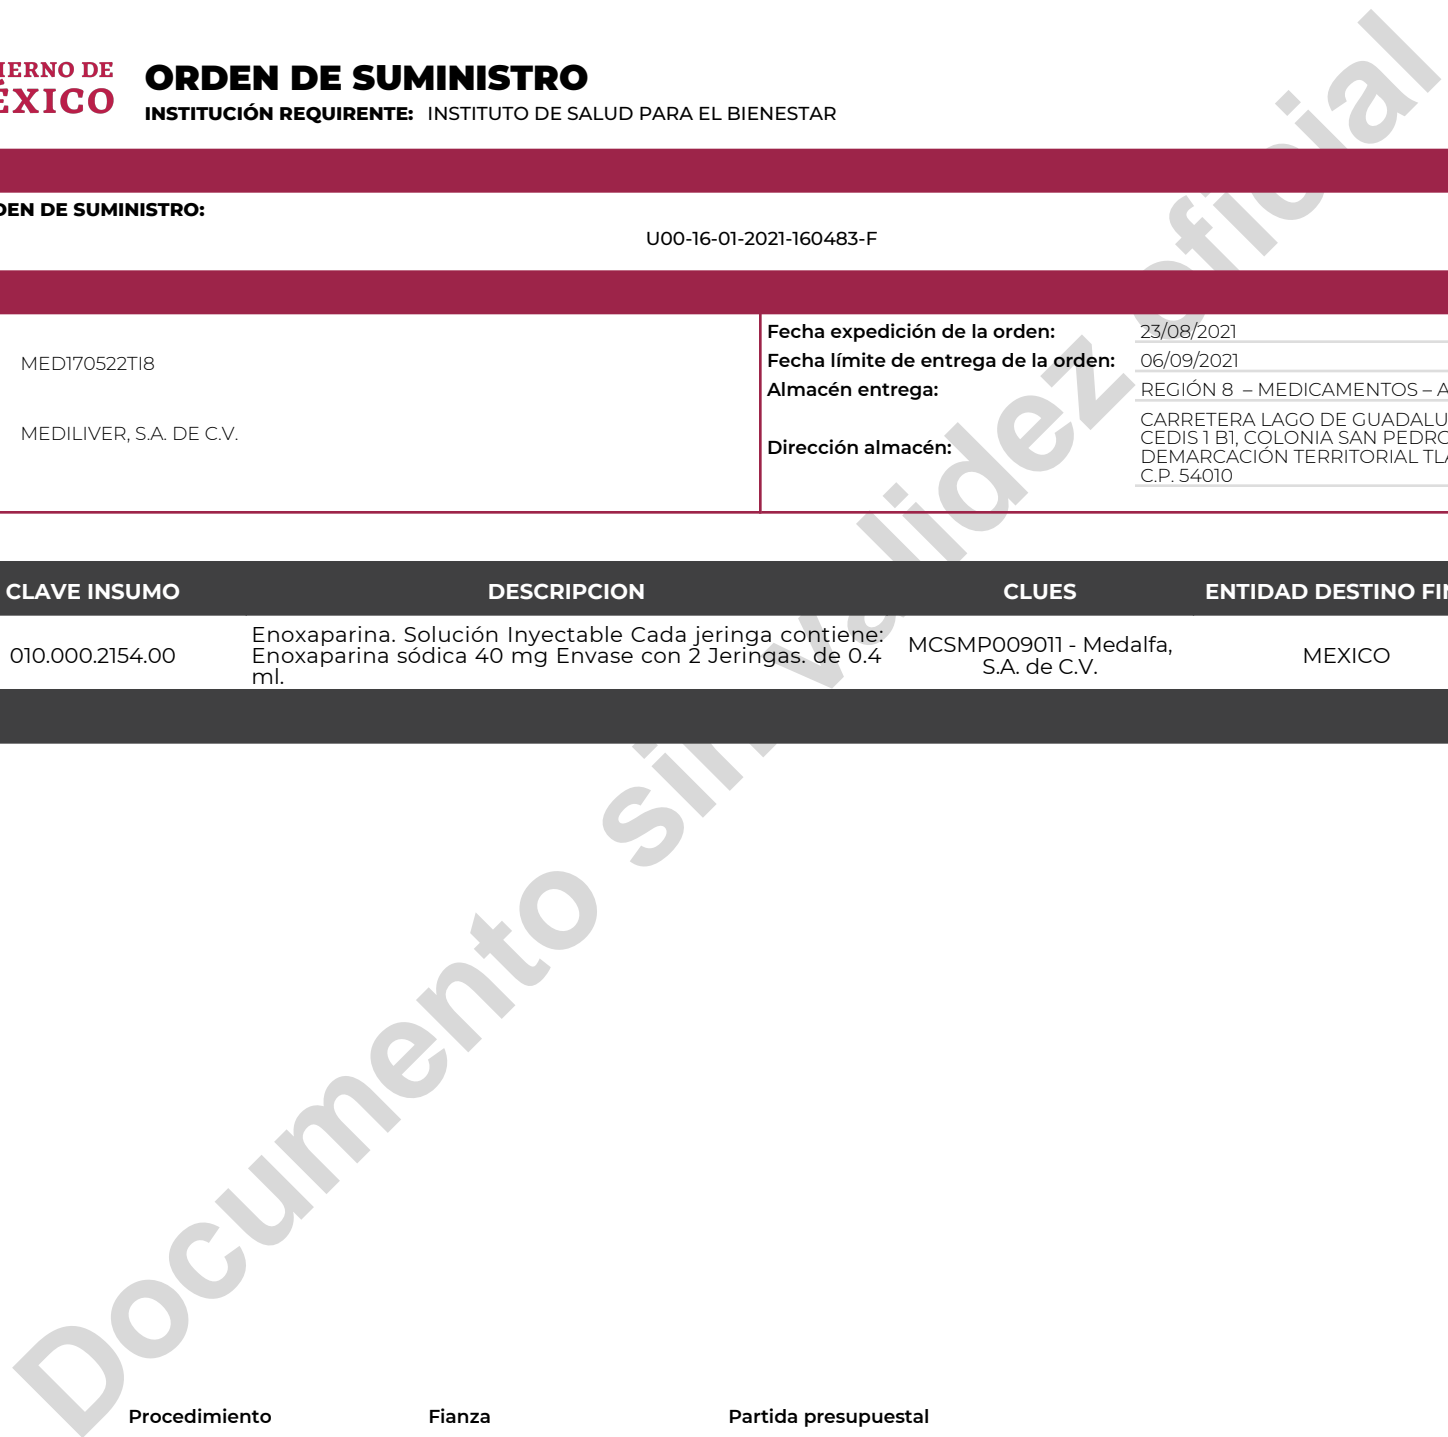 IERNO DE
ÉXICO
ORDEN DE SUMINISTRO
INSTITUCIÓN REQUIRENTE: INSTITUTO DE SALUD PARA EL BIENESTAR
DEN DE SUMINISTRO:
U00-16-01-2021-160483-F
MED170522TI8
MEDILIVER, S.A. DE C.V.
Fecha expedición de la orden: 23/08/2021
Fecha límite de entrega de la orden: 06/09/2021
Almacén entrega: REGIÓN 8 – MEDICAMENTOS – A
Dirección almacén:
CARRETERA LAGO DE GUADALU
CEDIS 1 B1, COLONIA SAN PEDRO
DEMARCACIÓN TERRITORIAL TLA
C.P. 54010
CLAVE INSUMO DESCRIPCION CLUES ENTIDAD DESTINO FIN
010.000.2154.00
Enoxaparina. Solución Inyectable Cada jeringa contiene:
Enoxaparina sódica 40 mg Envase con 2 Jeringas. de 0.4
ml.
MCSMP009011 - Medalfa,
S.A. de C.V.
MEXICO
Documento sin validez oficial
Procedimiento Fianza Partida presupuestal